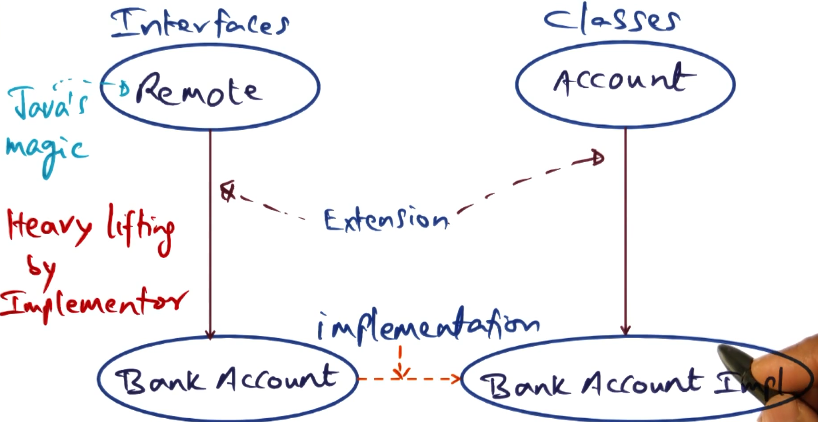 Interfaces
Classes
Remote
Account
Java's
magic
Extension
Heavy lifting
by
Implementor
implementation
Bank Account
Bank Account Impl